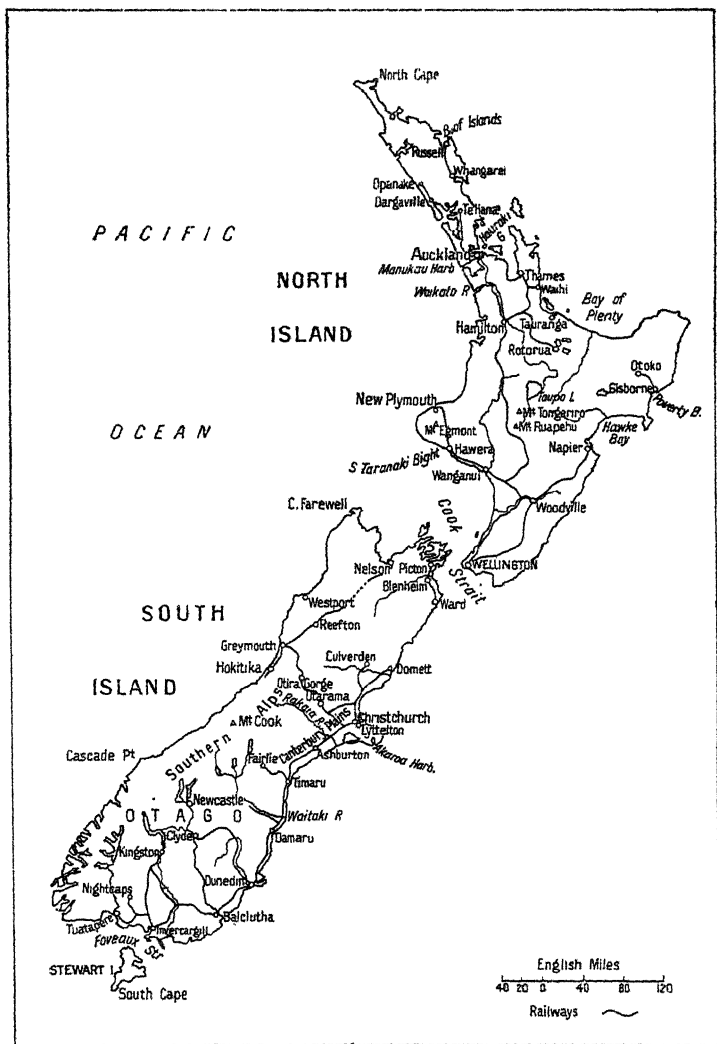 North Cape
B. of Islands
Russell
Whangarei
Opanake
Dargaville
Te Hana
Hauraki
G
Auckland
Manukau Harb
Thames
Waihi
Waikato R
PACIFIC
NORTH
ISLAND
Bay of
Plenty
Tauranga
Hamilton
Rotorua
Otoko
Gisborne
Poverty B.
Taupo L
New Plymouth
Mt Tongariro
Mt Ruapehu
Mt Egmont
Hawke
Bay
OCEAN
Hawera
Napier
S Taranaki Bight
Wanganui
Woodville
C. Farewell
Cook
Strait
Nelson
Picton
WELLINGTON
Blenheim
Westport
Ward
SOUTH
ISLAND
Reefton
Greymouth
Culverden
Hokitika
Domett
Otira Gorge
Otarama
Rakaia R
Southern Alps
Mt Cook
Christchurch
Lyttelton
Canterbury Plains
Akaroa Harb.
Cascade Pt
Fairlie
Ashburton
Timaru
Newcastle
OTAGO
Waitaki R
Clyde
Oamaru
Kingston
Dunedin
Nightcaps
Tuatapere
Balclutha
Invercargill
Foveaux
Str
STEWART I.
South Cape
English Miles
40 20 0 40 80 120
Railways